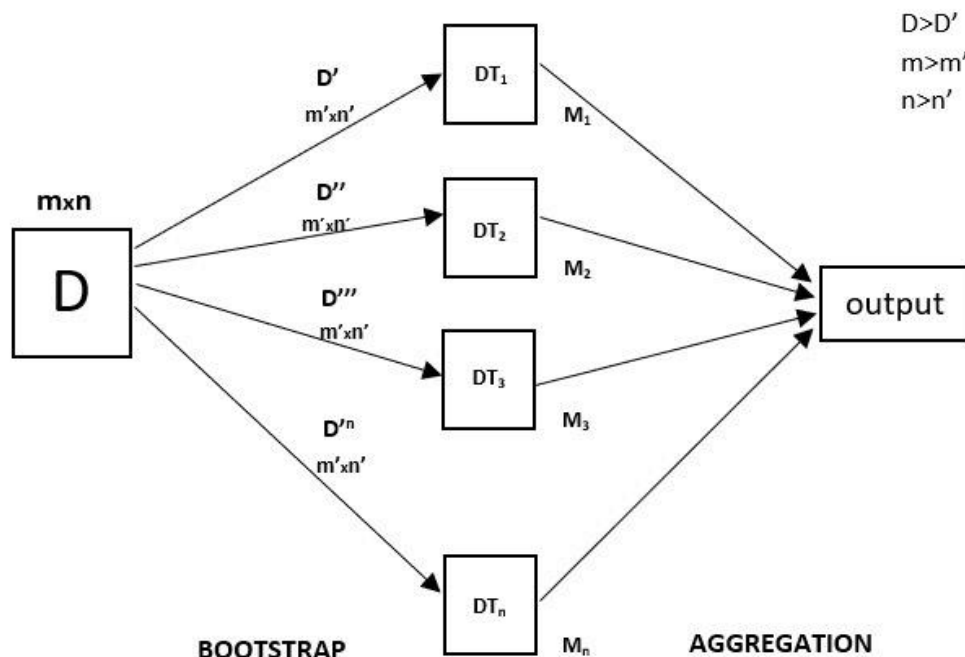 D>D'
m>m'
n>n'
DT₁
D'
m'xn'
M₁
mxn
D
D''
m'xn'
DT₂
M₂
D'''
m'xn'
DT₃
M₃
output
D'ⁿ
m'xn'
DTₙ
Mₙ
BOOTSTRAP
AGGREGATION